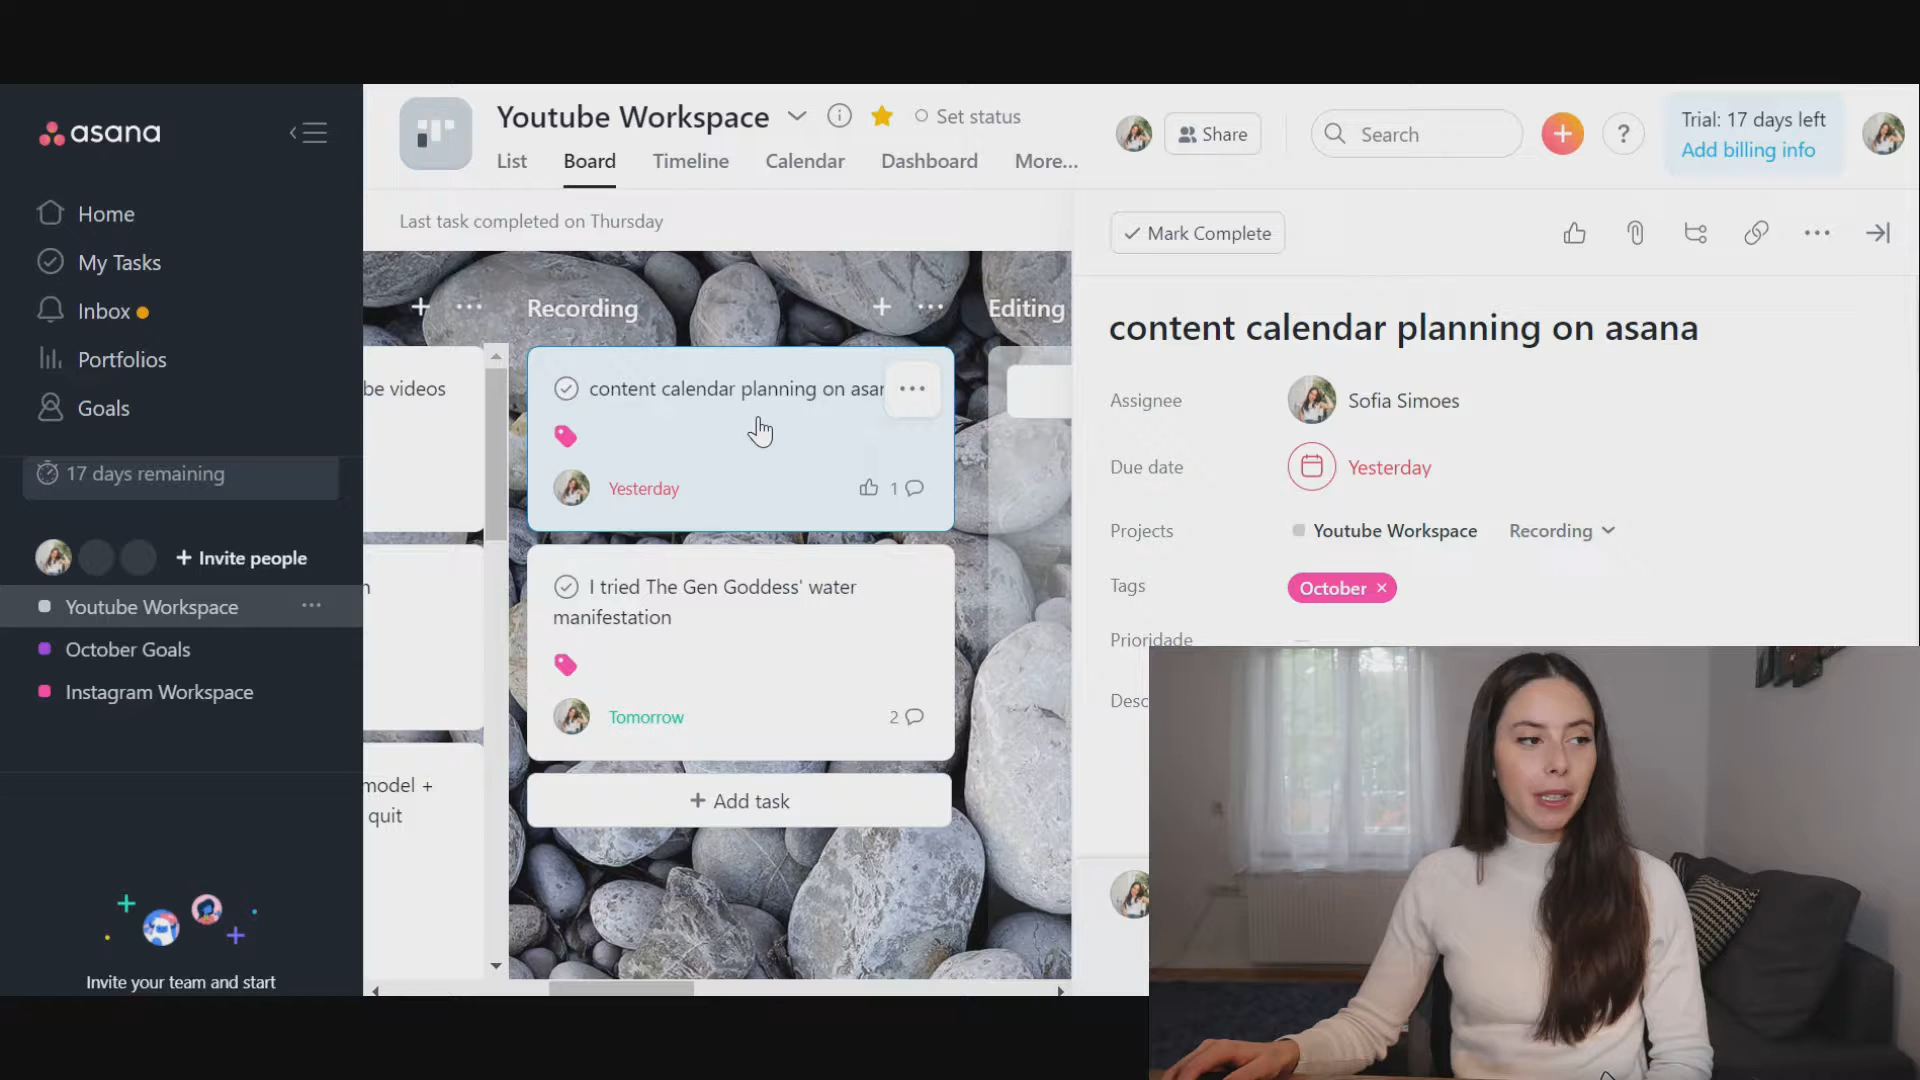 asana
Home
My Tasks
Inbox
Portfolios
Goals
17 days remaining
+ Invite people
Youtube Workspace
October Goals
Instagram Workspace
Invite your team and start
Youtube Workspace
Set status
List
Board
Timeline
Calendar
Dashboard
More...
Share
Search
?
Trial: 17 days left
Add billing info
Last task completed on Thursday
be videos
model +
quit
Recording
content calendar planning on asan
Yesterday
1
I tried The Gen Goddess' water
manifestation
Tomorrow
2
+ Add task
Editing
Mark Complete
content calendar planning on asana
Assignee
Sofia Simoes
Due date
Yesterday
Projects
Youtube Workspace
Recording
Tags
October ×
Prioridade
Desc